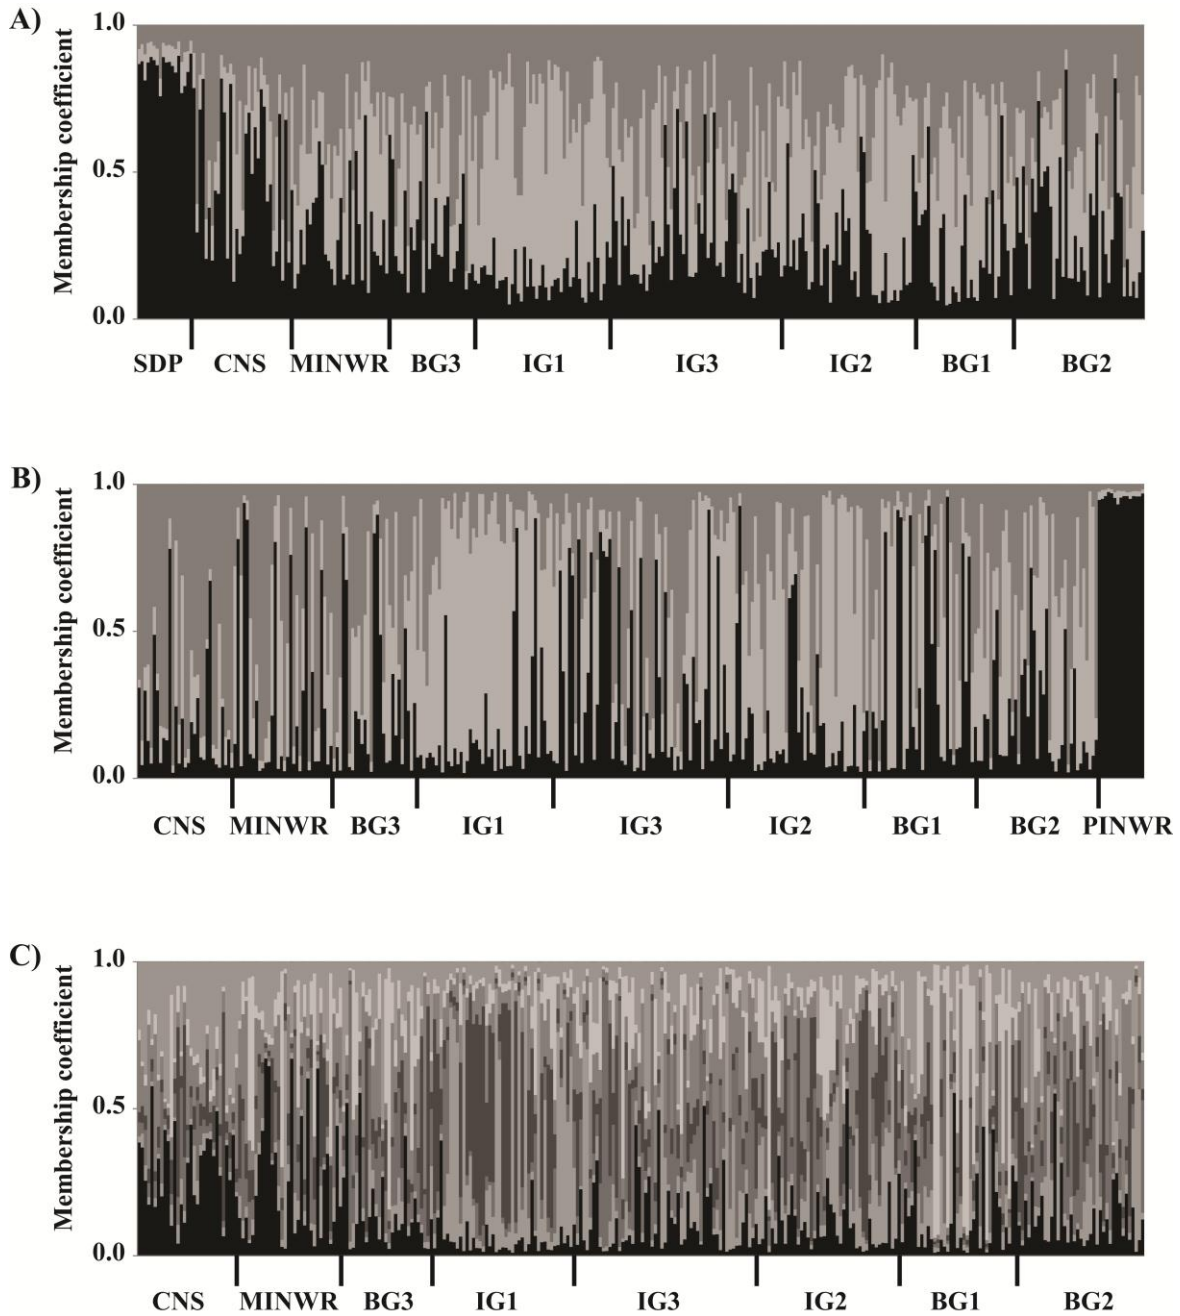 A)
Membership coefficient
1.0
0.5
0.0
SDP CNS MINWR BG3 IG1 IG3 IG2 BG1 BG2
B)
Membership coefficient
1.0
0.5
0.0
CNS MINWR BG3 IG1 IG3 IG2 BG1 BG2 PINWR
C)
Membership coefficient
1.0
0.5
0.0
CNS MINWR BG3 IG1 IG3 IG2 BG1 BG2